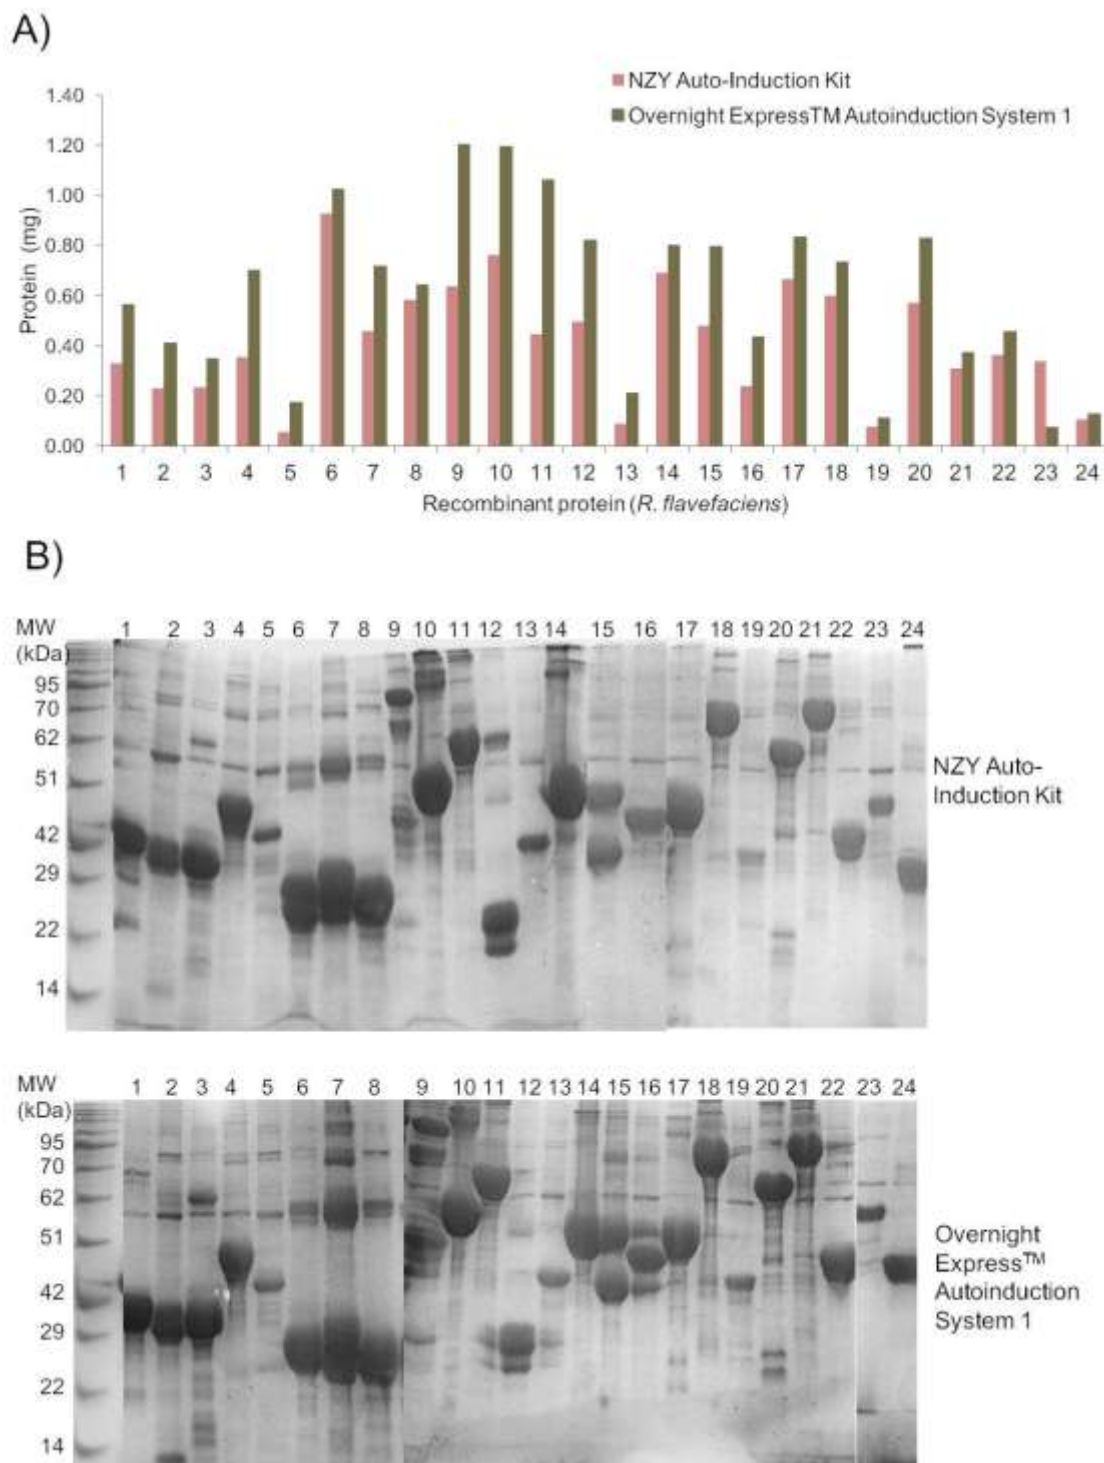 A)
NZY Auto-Induction Kit
Overnight ExpressTM Autoinduction System 1
1.40
1.20
1.00
0.80
0.60
0.40
0.20
0.00
Protein (mg)
1 2 3 4 5 6 7 8 9 10 11 12 13 14 15 16 17 18 19 20 21 22 23 24
Recombinant protein (R. flavefaciens)
B)
MW
(kDa)
1 2 3 4 5 6 7 8 9 10 11 12 13 14 15 16 17 18 19 20 21 22 23 24
95
70
62
51
42
29
22
14
NZY Auto-
Induction Kit
MW
(kDa)
1 2 3 4 5 6 7 8 9 10 11 12 13 14 15 16 17 18 19 20 21 22 23 24
95
70
62
51
42
29
22
14
Overnight
Express™
Autoinduction
System 1